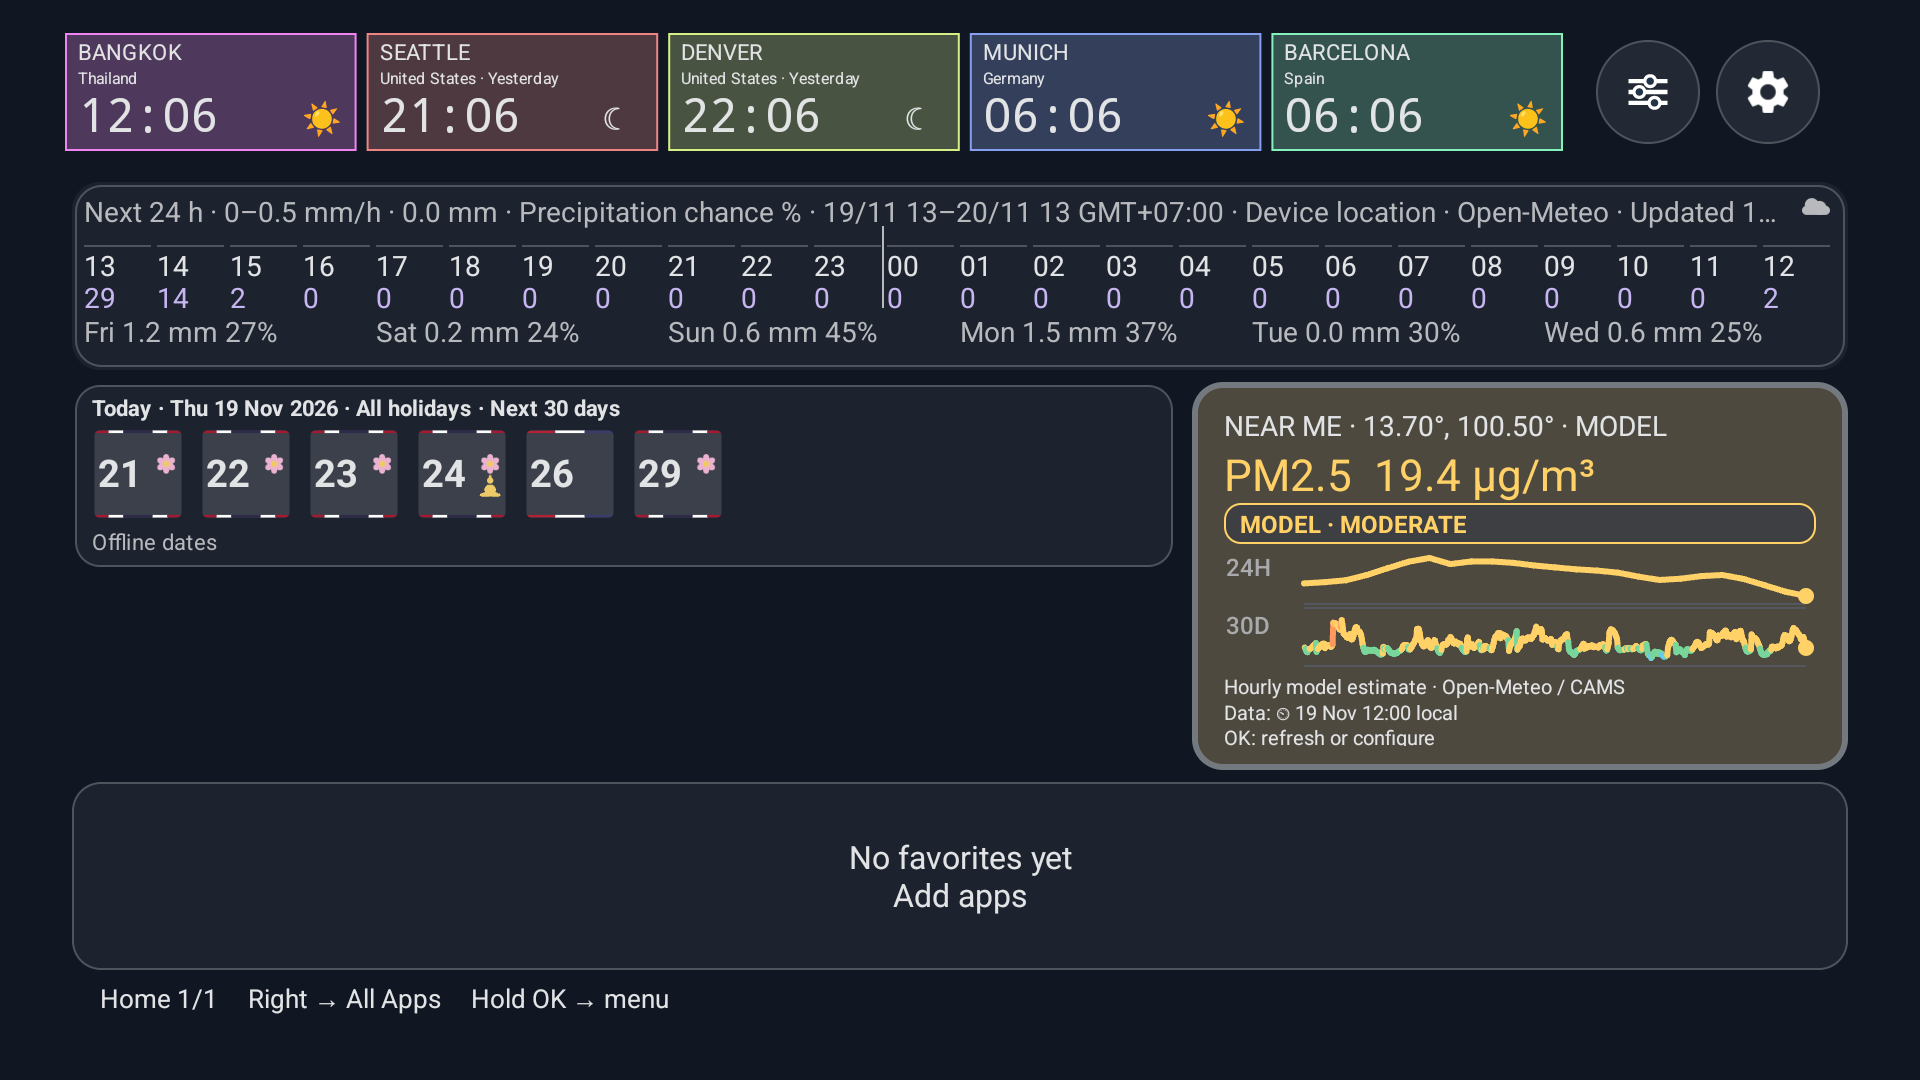 BANGKOK
Thailand
12:06
SEATTLE
United States · Yesterday
21:06
DENVER
United States · Yesterday
22:06
MUNICH
Germany
06:06
BARCELONA
Spain
06:06
Next 24 h · 0–0.5 mm/h · 0.0 mm · Precipitation chance % · 19/11 13–20/11 13 GMT+07:00 · Device location · Open-Meteo · Updated 1…
13 14 15 16 17 18 19 20 21 22 23 00 01 02 03 04 05 06 07 08 09 10 11 12
29 14 2 0 0 0 0 0 0 0 0 0 0 0 0 0 0 0 0 0 0 0 0 2
Fri 1.2 mm 27% Sat 0.2 mm 24% Sun 0.6 mm 45% Mon 1.5 mm 37% Tue 0.0 mm 30% Wed 0.6 mm 25%
Today · Thu 19 Nov 2026 · All holidays · Next 30 days
21 22 23 24 26 29
Offline dates
NEAR ME · 13.70°, 100.50° · MODEL
PM2.5 19.4 µg/m³
MODEL · MODERATE
24H
30D
Hourly model estimate · Open-Meteo / CAMS
Data: ⏲ 19 Nov 12:00 local
OK: refresh or configure
No favorites yet
Add apps
Home 1/1 Right → All Apps Hold OK → menu